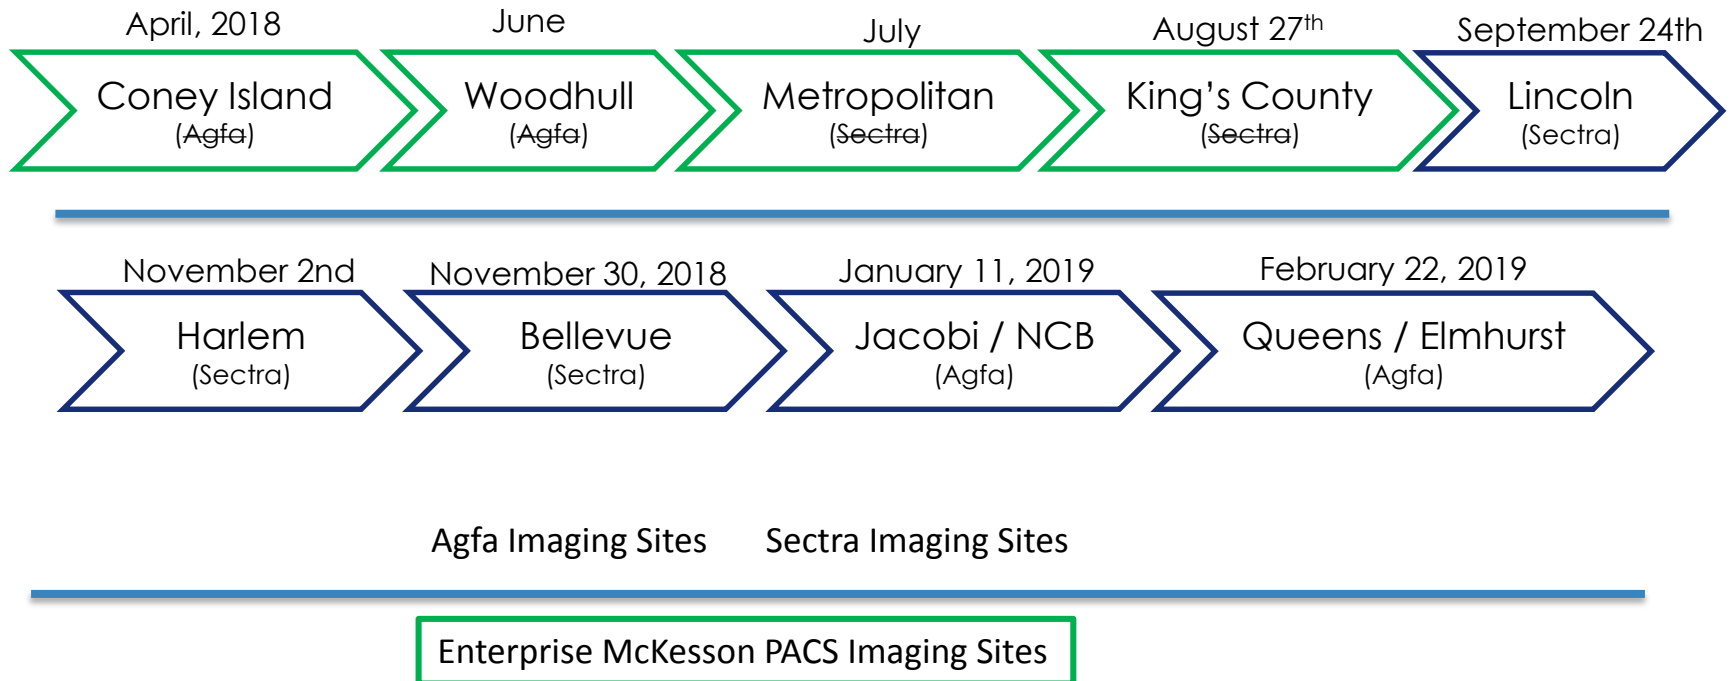 April, 2018
June
July
August 27th
September 24th
Coney Island
(Agfa)
Woodhull
(Agfa)
Metropolitan
(Sectra)
King's County
(Sectra)
Lincoln
(Sectra)
November 2nd
November 30, 2018
January 11, 2019
February 22, 2019
Harlem
(Sectra)
Bellevue
(Sectra)
Jacobi / NCB
(Agfa)
Queens / Elmhurst
(Agfa)
Agfa Imaging Sites
Sectra Imaging Sites
Enterprise McKesson PACS Imaging Sites